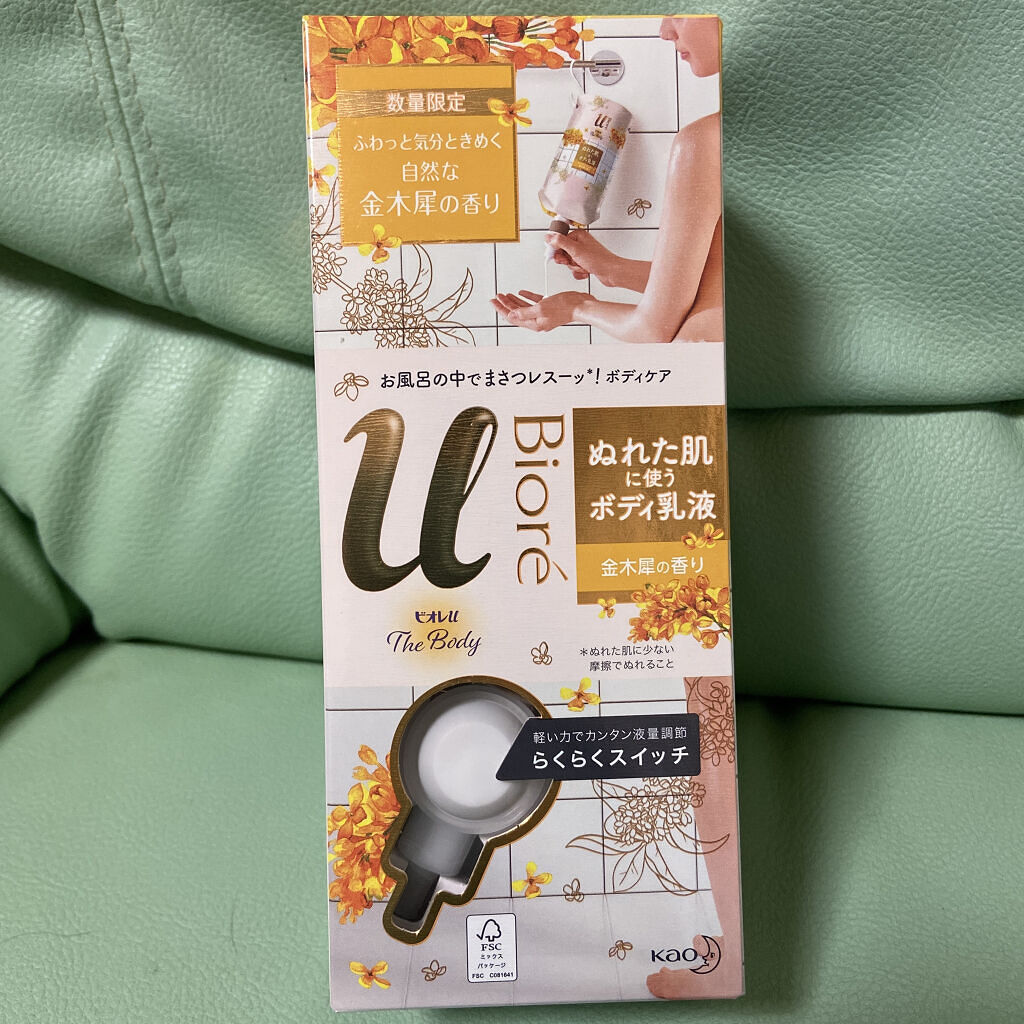 数量限定
ふわっと気分ときめく
自然な
金木犀の香り
u
ぬれた肌
お風呂の中でまさつレスーッ*!ボディケア
u
Bioré
ぬれた肌
に使う
ボディ乳液
金木犀の香り
ビオレu
The Body
*ぬれた肌に少ない
摩擦でぬれること
軽い力でカンタン液量調節
らくらくスイッチ
FSC
ミックス
パッケージ
FSC C081641
Kao